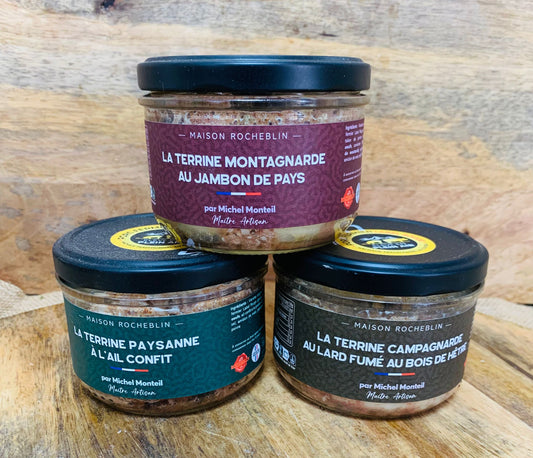 MAISON ROCHEBLIN
LA TERRINE MONTAGNARDE
AU JAMBON DE PAYS
par Michel Monteil
Maître Artisan
MAISON ROCHEBLIN
LA TERRINE PAYSANNE
À L'AIL CONFIT
par Michel Monteil
Maître Artisan
MAISON ROCHEBLIN
LA TERRINE CAMPAGNARDE
AU LARD FUMÉ AU BOIS DE HÊTRE
par Michel Monteil
Maître Artisan